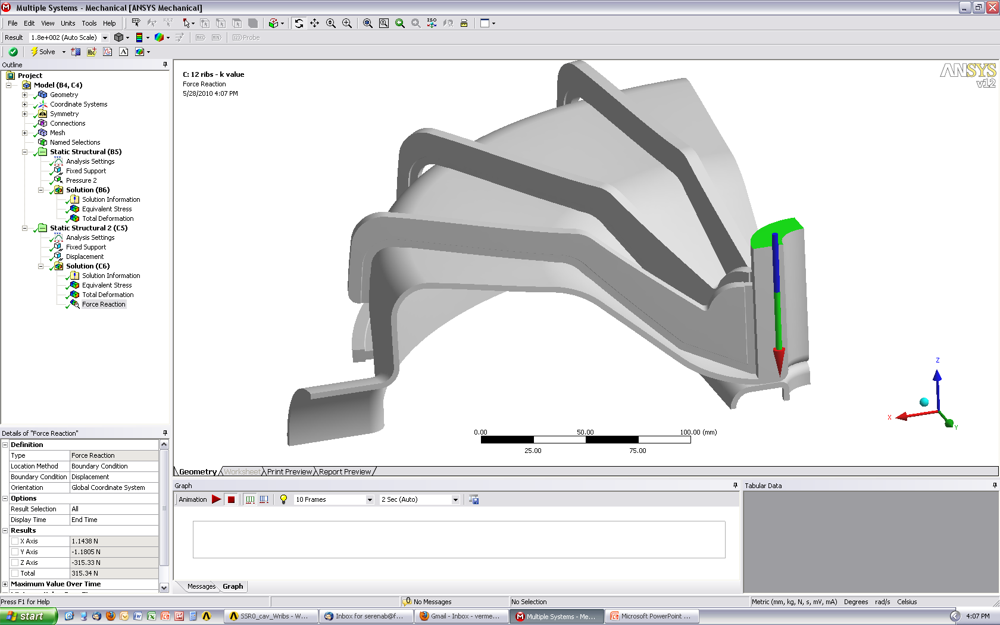 Multiple Systems - Mechanical [ANSYS Mechanical]
File Edit View Units Tools Help
Result 1.8e+002 (Auto Scale) MAX MIN Probe
Solve
Outline
C: 12 ribs - k value
Force Reaction
5/28/2010 4:07 PM
ANSYS
v12
Project
Model (B4, C4)
Geometry
Coordinate Systems
Symmetry
Connections
Mesh
Named Selections
Static Structural (B5)
Analysis Settings
Fixed Support
Pressure 2
Solution (B6)
Solution Information
Equivalent Stress
Total Deformation
Static Structural 2 (C5)
Analysis Settings
Fixed Support
Displacement
Solution (C6)
Solution Information
Equivalent Stress
Total Deformation
Force Reaction
Z
X
Y
0.00 50.00 100.00 (mm)
25.00 75.00
Details of "Force Reaction"
Definition
Type Force Reaction
Location Method Boundary Condition
Boundary Condition Displacement
Orientation Global Coordinate System
Options
Result Selection All
Display Time End Time
Results
X Axis 1.1438 N
Y Axis -1.1805 N
Z Axis -315.33 N
Total 315.34 N
Maximum Value Over Time
Geometry Worksheet Print Preview Report Preview
Graph
Tabular Data
Animation 10 Frames 2 Sec (Auto)
Messages Graph
Press F1 for Help No Messages No Selection Metric (mm, kg, N, s, mV, mA) Degrees rad/s Celsius
start SSR0_cav_Wribs - W... Inbox for serenab@f... Gmail - Inbox - verme... Multiple Systems - Me... Microsoft PowerPoint ... 4:07 PM